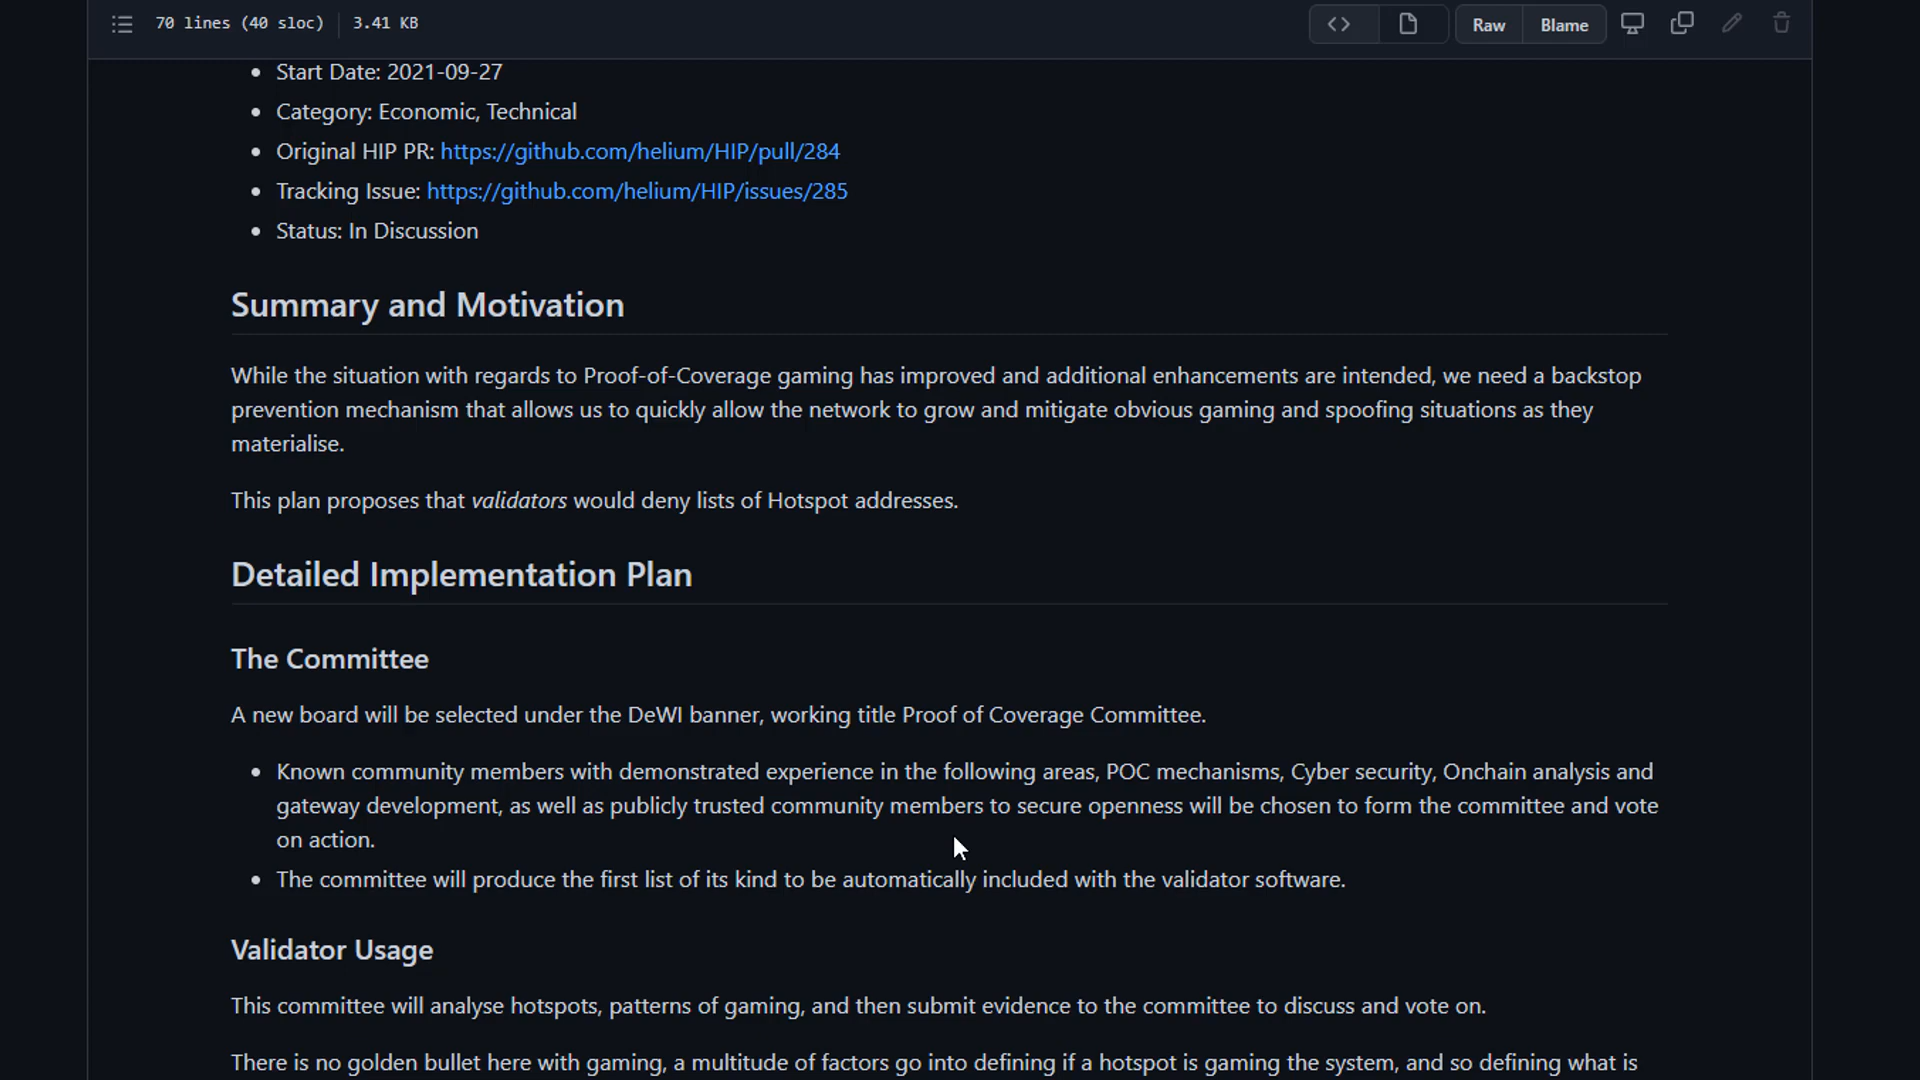 70 lines (40 sloc) 3.41 KB
Raw Blame
Start Date: 2021-09-27
Category: Economic, Technical
Original HIP PR: https://github.com/helium/HIP/pull/284
Tracking Issue: https://github.com/helium/HIP/issues/285
Status: In Discussion
Summary and Motivation
While the situation with regards to Proof-of-Coverage gaming has improved and additional enhancements are intended, we need a backstop
prevention mechanism that allows us to quickly allow the network to grow and mitigate obvious gaming and spoofing situations as they
materialise.
This plan proposes that validators would deny lists of Hotspot addresses.
Detailed Implementation Plan
The Committee
A new board will be selected under the DeWI banner, working title Proof of Coverage Committee.
Known community members with demonstrated experience in the following areas, POC mechanisms, Cyber security, Onchain analysis and
gateway development, as well as publicly trusted community members to secure openness will be chosen to form the committee and vote
on action.
The committee will produce the first list of its kind to be automatically included with the validator software.
Validator Usage
This committee will analyse hotspots, patterns of gaming, and then submit evidence to the committee to discuss and vote on.
There is no golden bullet here with gaming, a multitude of factors go into defining if a hotspot is gaming the system, and so defining what is